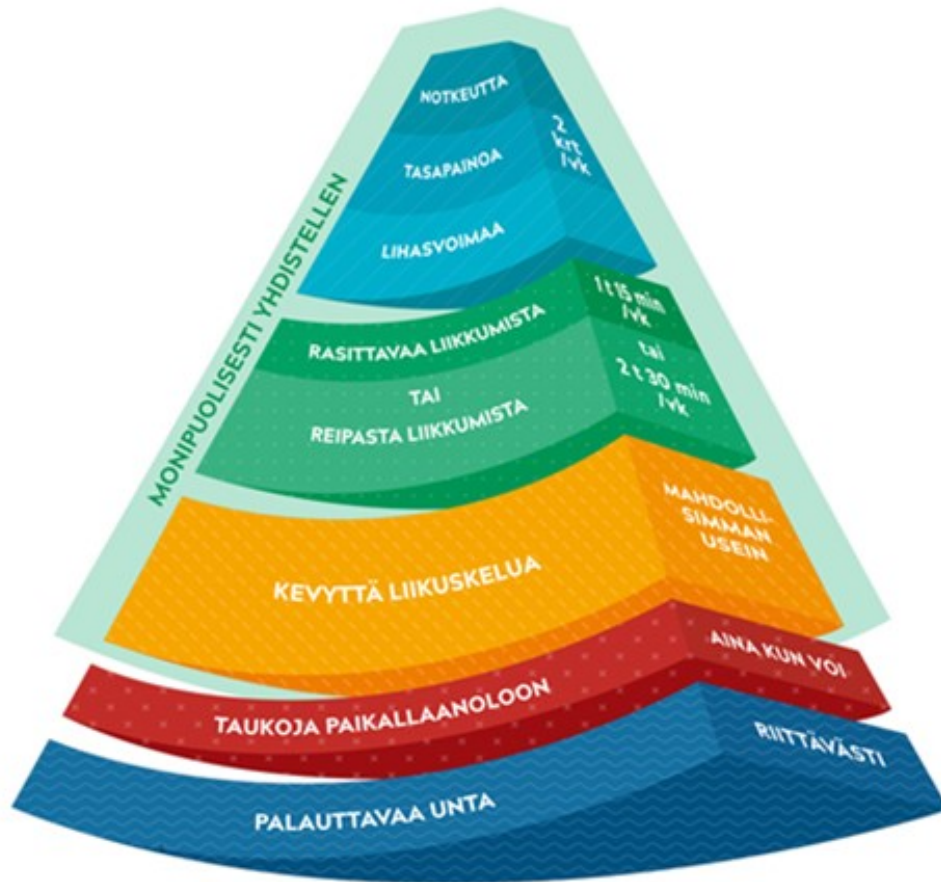 MONIPUOLISESTI YHDISTELLEN
NOTKEUTTA
TASAPAINOA
LIHASVOIMAA
2
krt
/vk
RASITTAVAA LIIKKUMISTA
1 t 15 min
/vk
TAI
tai
REIPASTA LIIKKUMISTA
2 t 30 min
/vk
KEVYTTÄ LIIKUSKELUA
MAHDOLLI-
SIMMAN
USEIN
TAUKOJA PAIKALLAANOLOON
AINA KUN VOI
PALAUTTAVAA UNTA
RIITTÄVÄSTI